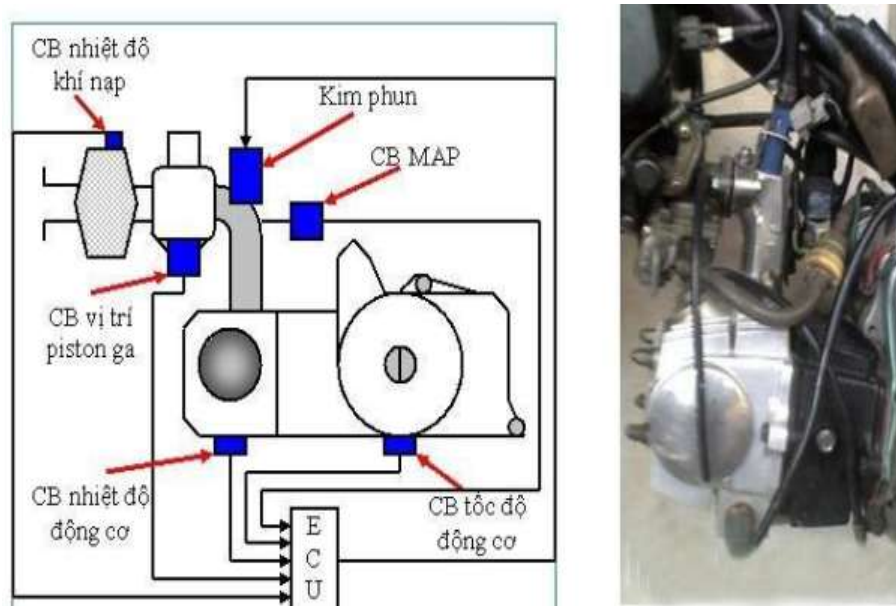 CB nhiệt độ
khí nạp
Kim phun
CB MAP
CB vị trí
piston ga
CB nhiệt độ
động cơ
CB tốc độ
động cơ
E
C
U